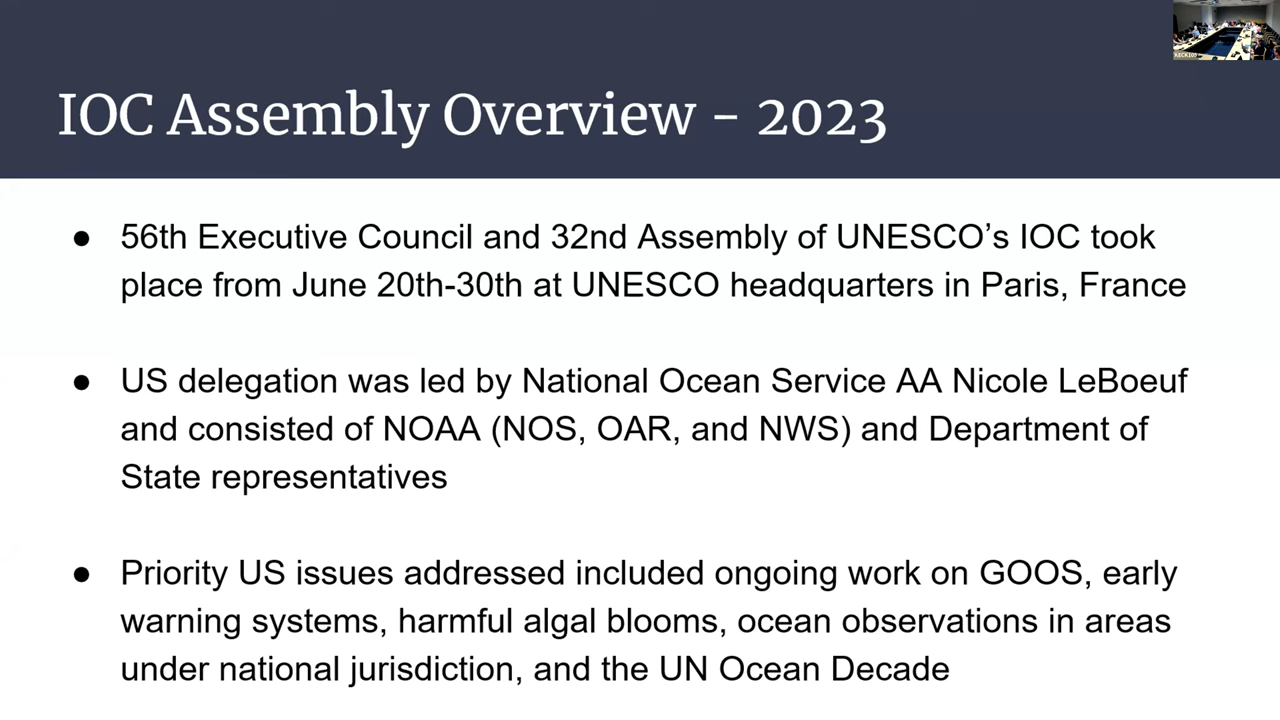 IOC Assembly Overview - 2023
● 56th Executive Council and 32nd Assembly of UNESCO’s IOC took
place from June 20th-30th at UNESCO headquarters in Paris, France
● US delegation was led by National Ocean Service AA Nicole LeBoeuf
and consisted of NOAA (NOS, OAR, and NWS) and Department of
State representatives
● Priority US issues addressed included ongoing work on GOOS, early
warning systems, harmful algal blooms, ocean observations in areas
under national jurisdiction, and the UN Ocean Decade